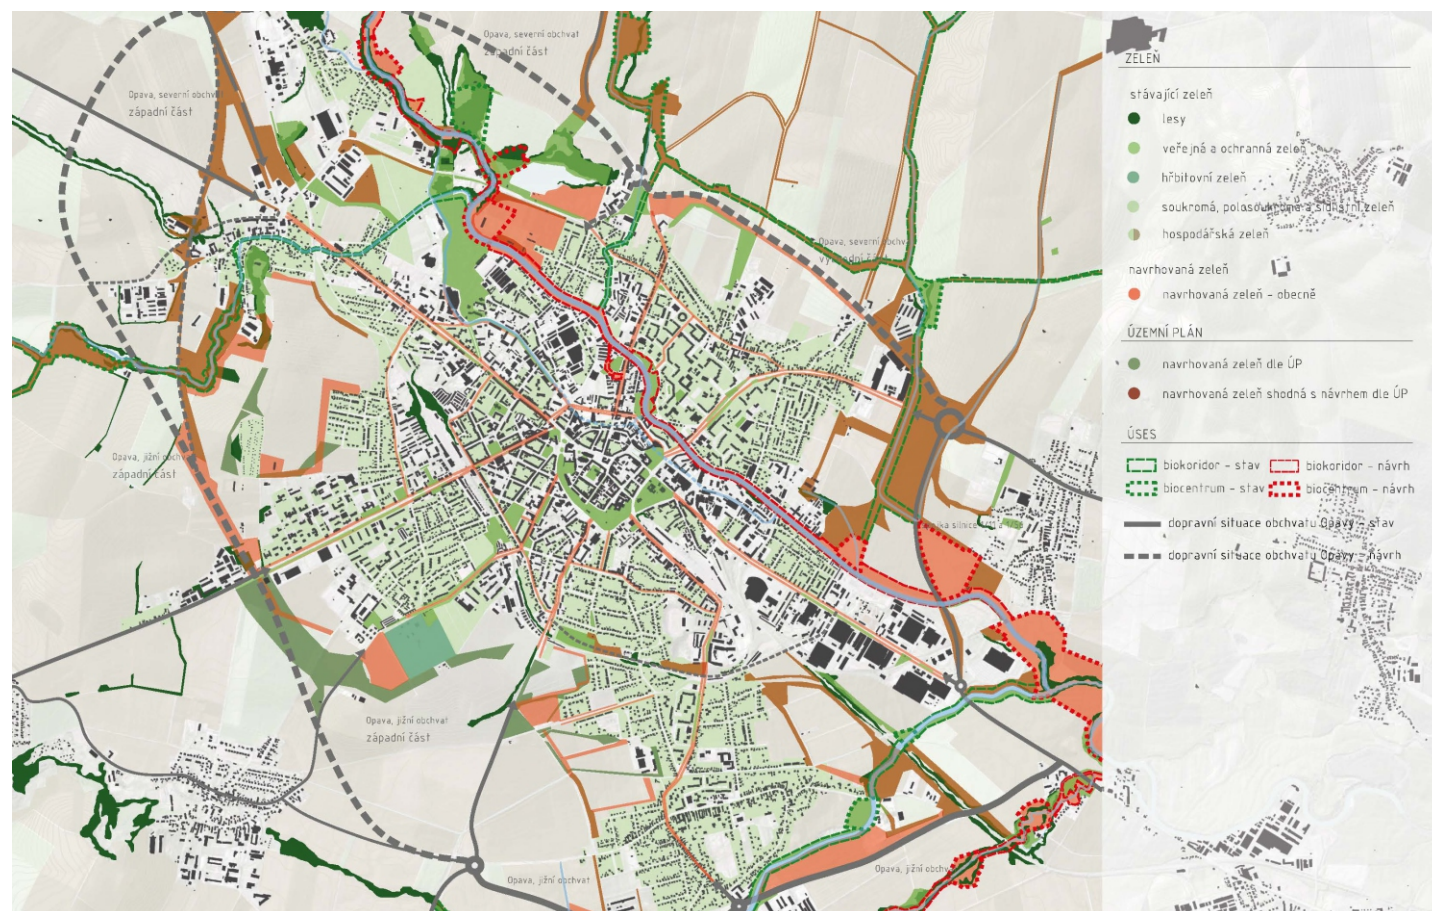 Opava, severní obchvat
západní část
Opava, severní obchvat
západní část
Opava, severní obchvat
východní část
Opava, jižní obchvat
západní část
Opava, jižní obchvat
západní část
Opava, jižní obchvat
Opava, jižní obchvat
ZELEŇ
stávající zeleň
lesy
veřejná a ochranná zeleň
hřbitovní zeleň
soukromá, polosoukromá a sídlištní zeleň
hospodářská zeleň
navrhovaná zeleň
navrhovaná zeleň - obecně
ÚZEMNÍ PLÁN
navrhovaná zeleň dle ÚP
navrhovaná zeleň shodná s návrhem dle ÚP
ÚSES
biokoridor - stav
biokoridor - návrh
biocentrum - stav
biocentrum - návrh
dopravní situace obchvatu Opavy - stav
dopravní situace obchvatu Opavy - návrh